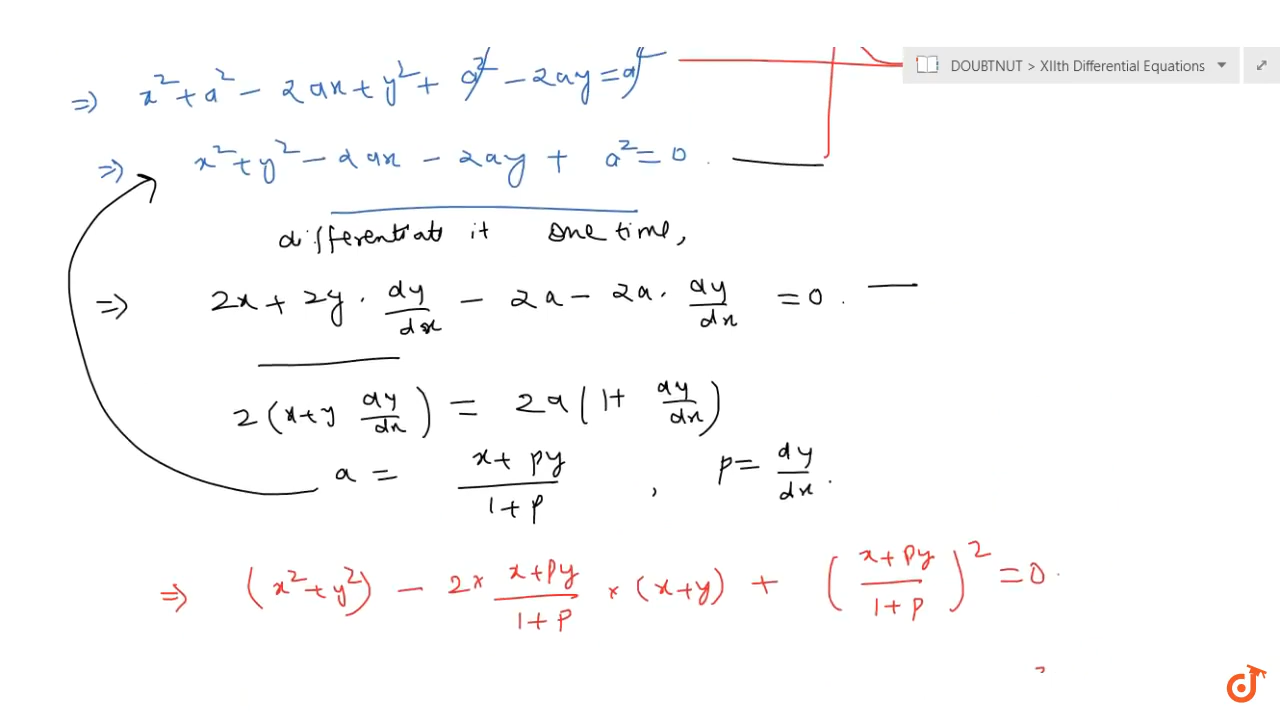 ⇒ x² + a² - 2ax + y² + a² - 2ay = a²
DOUBTNUT > XIIth Differential Equations
⇒ x² + y² - 2ax - 2ay + a² = 0.
differentiate it one time,
⇒ 2x + 2y · dy/dx - 2a - 2a · dy/dx = 0.
2(x+y dy/dx) = 2a(1+ dy/dx)
a = x+py/1+p , p = dy/dx.
⇒ (x² + y²) - 2× x+py/1+p × (x+y) + (x+py/1+p)² = 0.